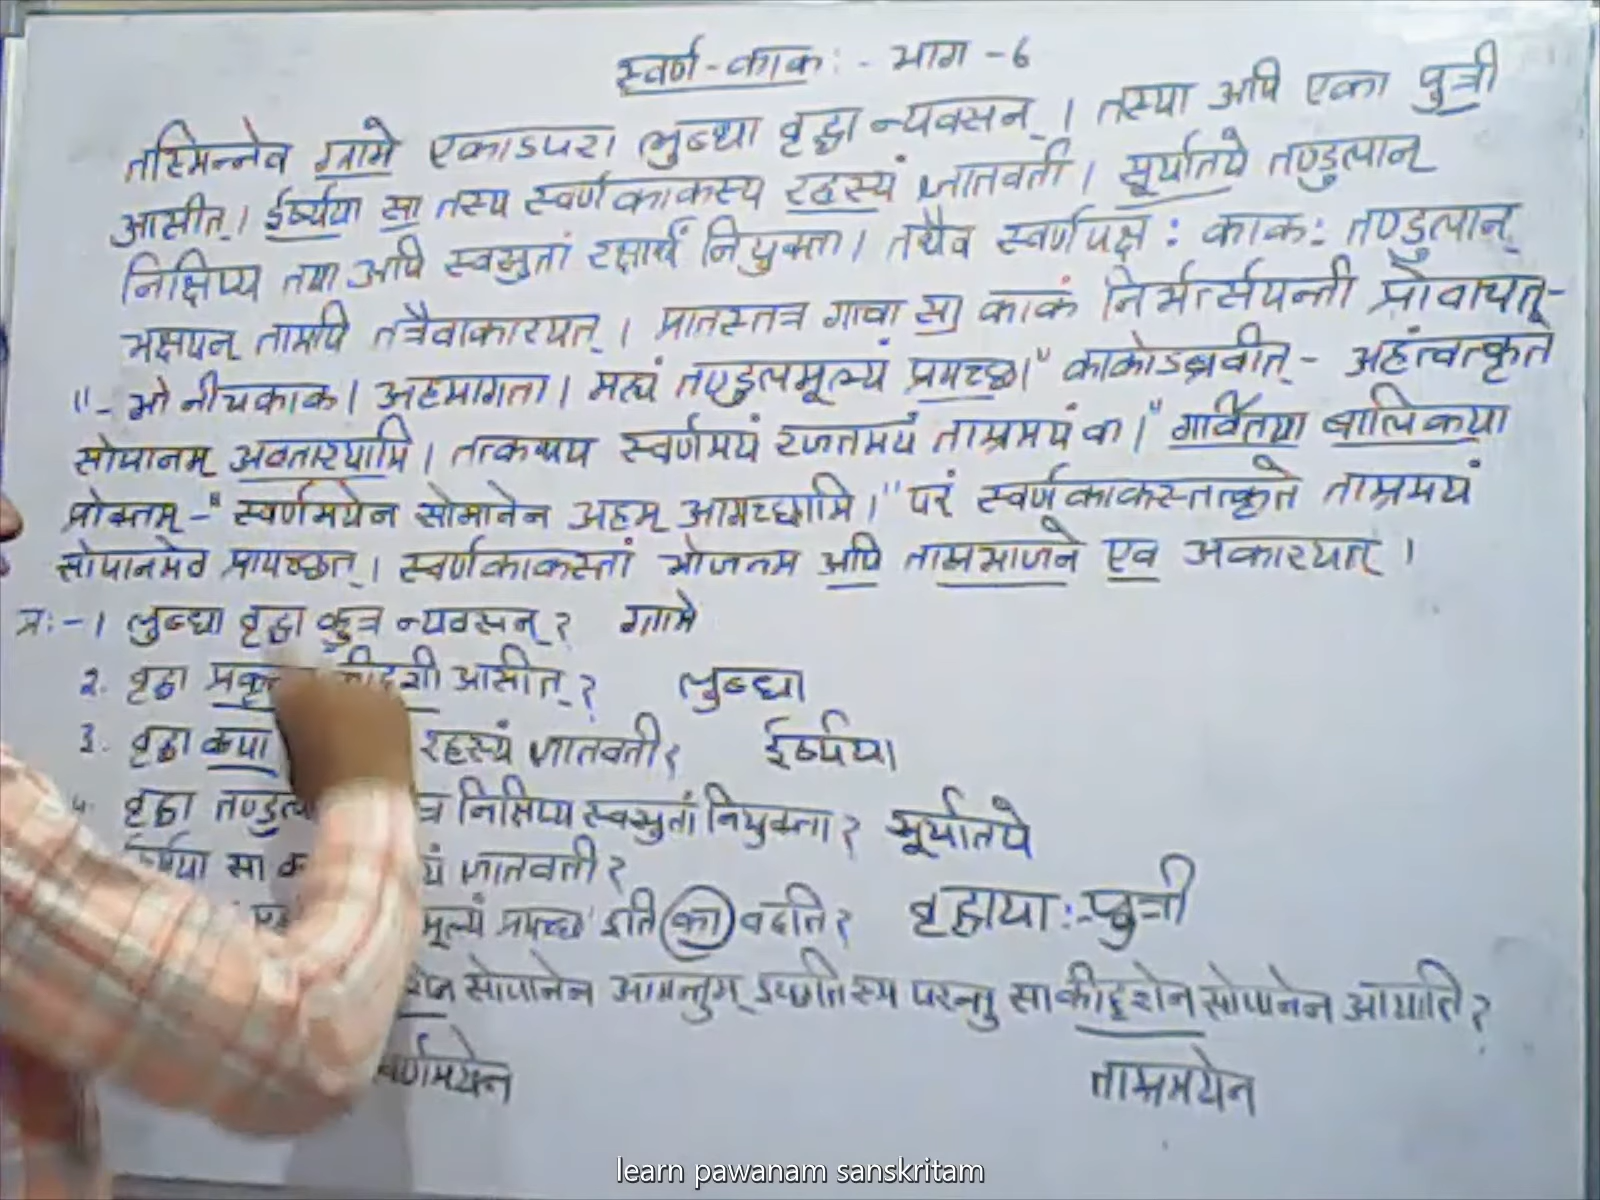 स्वर्ण-काकः - भाग - ६
तस्मिन्नेव ग्रामे एकाऽपरा लुब्धा वृद्धा न्यवसन् । तस्या अपि एका पुत्री
आसीत् । ईर्ष्यया सा तस्य स्वर्णकाकस्य रहस्यं ज्ञातवती । सूर्यातपे तण्डुलान्
निक्षिप्य तया अपि स्वसुतां रक्षार्थं नियुक्ता । तथैव स्वर्णपक्षः काकः तण्डुलान्
भक्षयन् तामपि तत्रैवाकारयत् । प्रातस्तत्र गत्वा सा काकं निर्भर्त्सयन्ती प्रोवाचत् -
"- भो नीचकाक । अहमागता । मह्यं तण्डुलमूल्यं प्रयच्छ ।" काकोऽब्रवीत् - अहंत्वत्कृते
सोपानम् अवतारयामि । तत्कथय स्वर्णमयं रजतमयं ताम्रमयं वा ।" गर्वितया बालिकया
प्रोक्तम् - "स्वर्णमयेन सोपानेन अहम् आगच्छामि ।" परं स्वर्णकाकस्तत्कृते ताम्रमयं
सोपानमेव प्रायच्छत् । स्वर्णकाकस्तां भोजनम अपि ताम्रभाजने एव अकारयत् ।
प्रः - 1 लुब्धा वृद्धा कुत्र न्यवसन् ? ग्रामे
2. वृद्धा आसीत् ? लुब्धा
3. वृद्धा कया रहस्यं ज्ञातवती ? ईर्ष्यया
4. वृद्धा निक्षिप्य स्वसुतां नियुक्ता ? सूर्यातपे
सा ज्ञातवती ?
मूल्यं प्रयच्छ' इति का वदति ? वृद्धायाः - पुत्री
सोपानेन आगन्तुम् इच्छति स्म परन्तु सा कीदृशेन सोपानेन आयाति ?
स्वर्णमयेन ताम्रमयेन
learn pawanam sanskritam